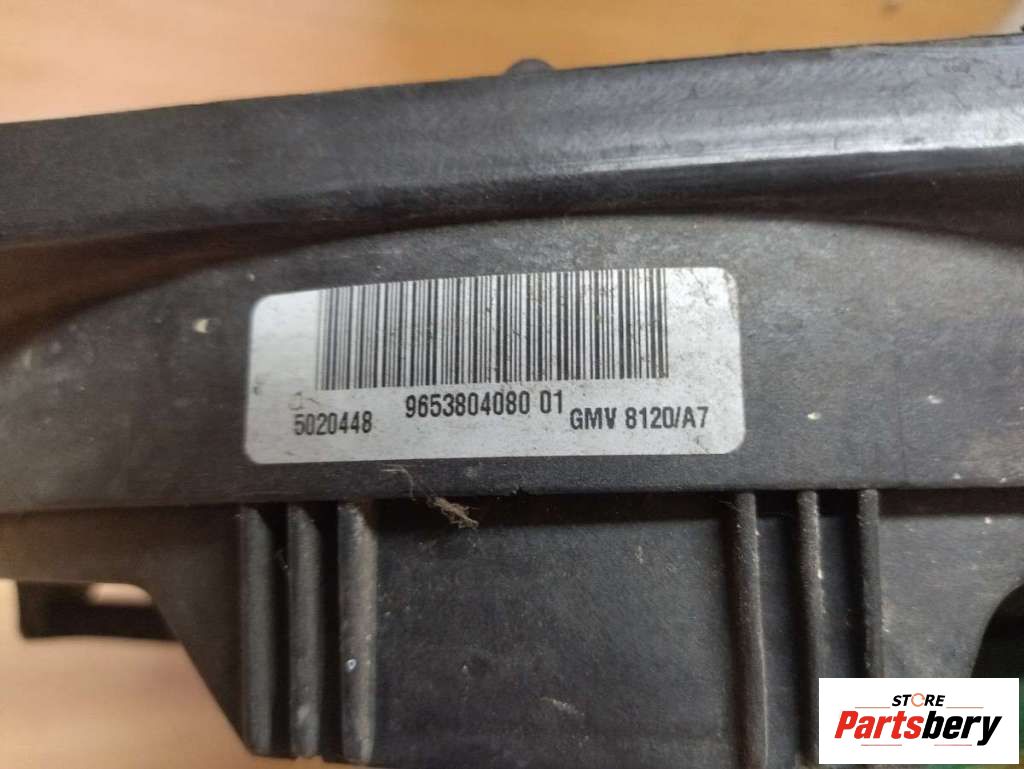 9653804080 01
5020448 GMV 8120/A7
STORE
Partsbery